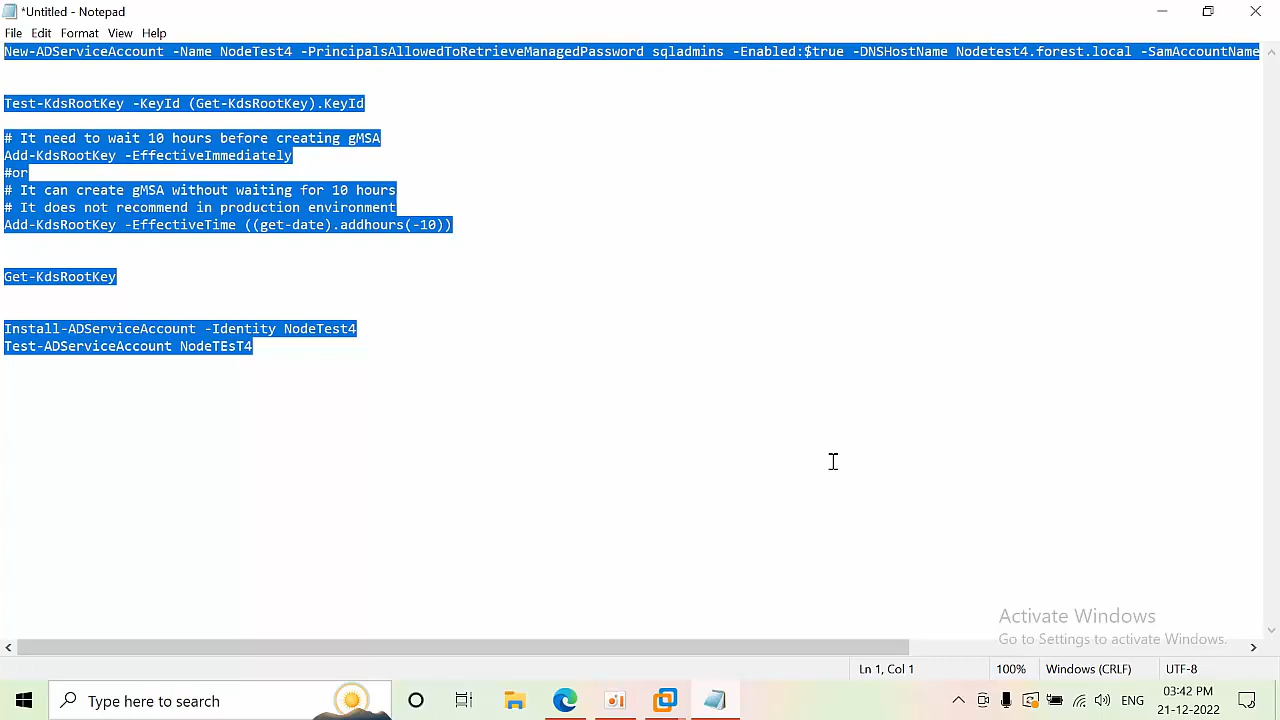 *Untitled - Notepad
File Edit Format View Help
New-ADServiceAccount -Name NodeTest4 -PrincipalsAllowedToRetrieveManagedPassword sqladmins -Enabled:$true -DNSHostName Nodetest4.forest.local -SamAccountName
Test-KdsRootKey -KeyId (Get-KdsRootKey).KeyId
# It need to wait 10 hours before creating gMSA
Add-KdsRootKey -EffectiveImmediately
#or
# It can create gMSA without waiting for 10 hours
# It does not recommend in production environment
Add-KdsRootKey -EffectiveTime ((get-date).addhours(-10))
Get-KdsRootKey
Install-ADServiceAccount -Identity NodeTest4
Test-ADServiceAccount NodeTEsT4
Activate Windows
Go to Settings to activate Windows.
Ln 1, Col 1 100% Windows (CRLF) UTF-8
Type here to search
ENG
03:42 PM
21-12-2022